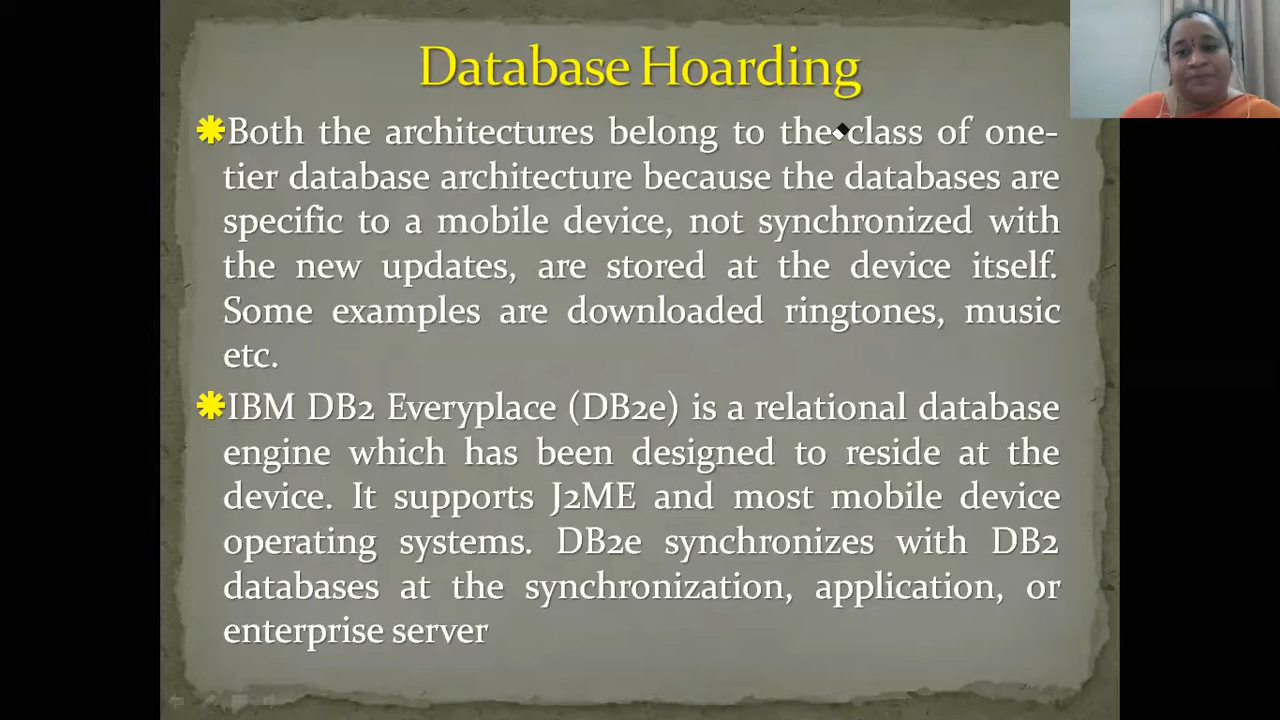 Database Hoarding
Both the architectures belong to the class of one-
tier database architecture because the databases are
specific to a mobile device, not synchronized with
the new updates, are stored at the device itself.
Some examples are downloaded ringtones, music
etc.
IBM DB2 Everyplace (DB2e) is a relational database
engine which has been designed to reside at the
device. It supports J2ME and most mobile device
operating systems. DB2e synchronizes with DB2
databases at the synchronization, application, or
enterprise server